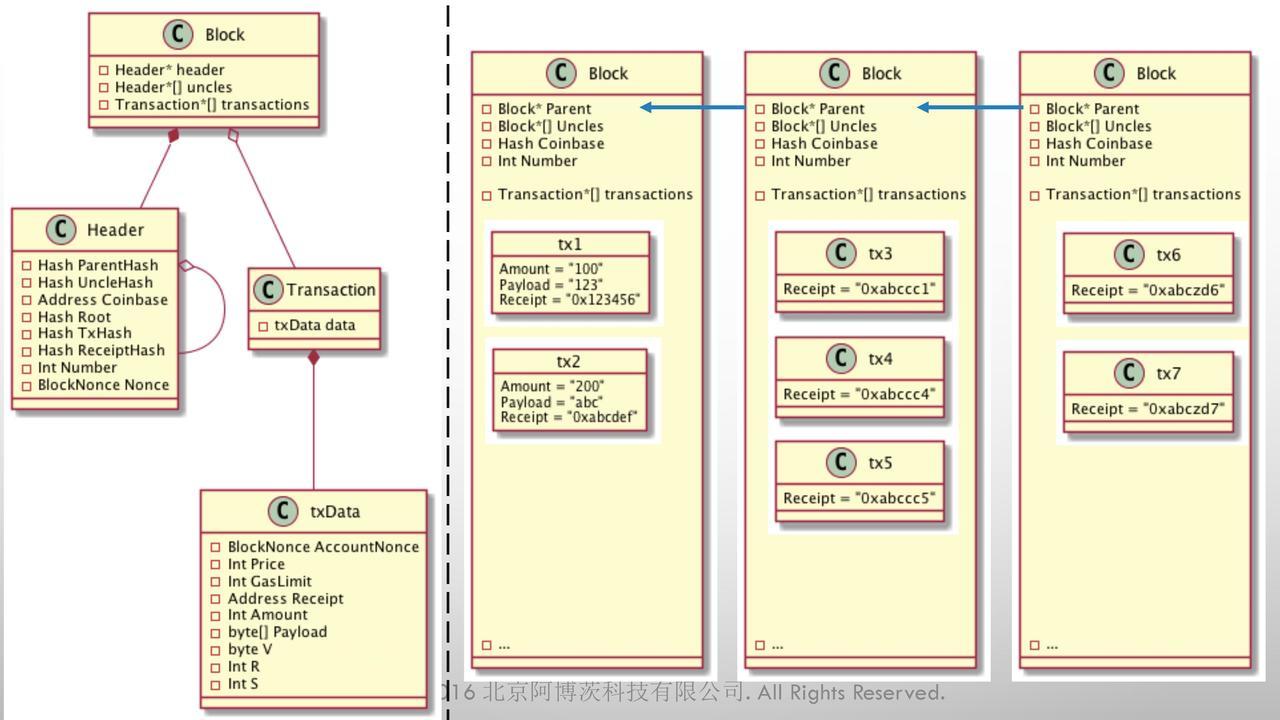 C Block
Header* header
Header*[] uncles
Transaction*[] transactions
C Header
Hash ParentHash
Hash UncleHash
Address Coinbase
Hash Root
Hash TxHash
Hash ReceiptHash
Int Number
BlockNonce Nonce
C Transaction
txData data
C txData
BlockNonce AccountNonce
Int Price
Int GasLimit
Address Receipt
Int Amount
byte[] Payload
byte V
Int R
Int S
C Block
Block* Parent
Block*[] Uncles
Hash Coinbase
Int Number
Transaction*[] transactions
tx1
Amount = "100"
Payload = "123"
Receipt = "0x123456"
tx2
Amount = "200"
Payload = "abc"
Receipt = "0xabcdef"
...
C Block
Block* Parent
Block*[] Uncles
Hash Coinbase
Int Number
Transaction*[] transactions
C tx3
Receipt = "0xabccc1"
C tx4
Receipt = "0xabccc4"
C tx5
Receipt = "0xabccc5"
...
C Block
Block* Parent
Block*[] Uncles
Hash Coinbase
Int Number
Transaction*[] transactions
C tx6
Receipt = "0xabczd6"
C tx7
Receipt = "0xabczd7"
...
16 北京阿博茨科技有限公司. All Rights Reserved.